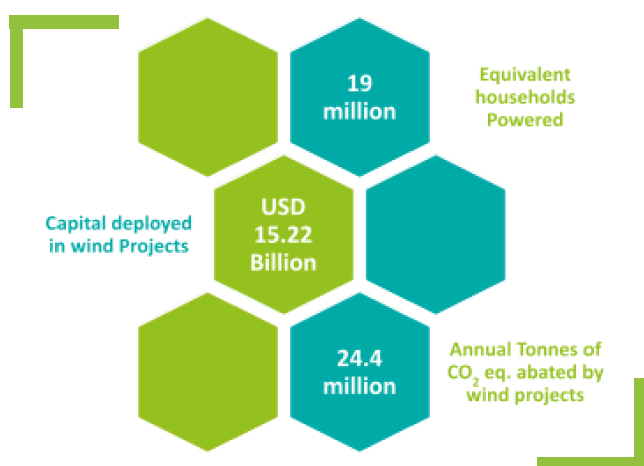 19
million
Equivalent
households
Powered
Capital deployed
in wind Projects
USD
15.22
Billion
24.4
million
Annual Tonnes of
CO₂ eq. abated by
wind projects